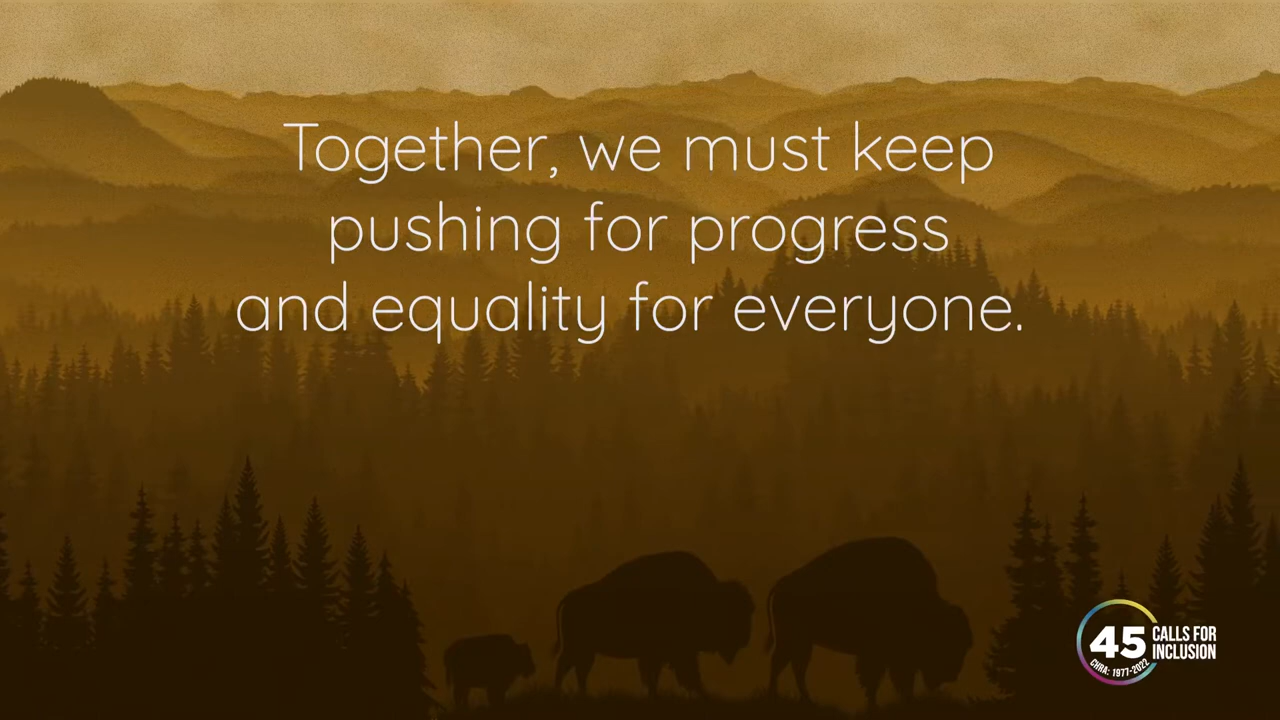 Together, we must keep
pushing for progress
and equality for everyone.
45 CALLS FOR
INCLUSION
CHRA: 1977-2022